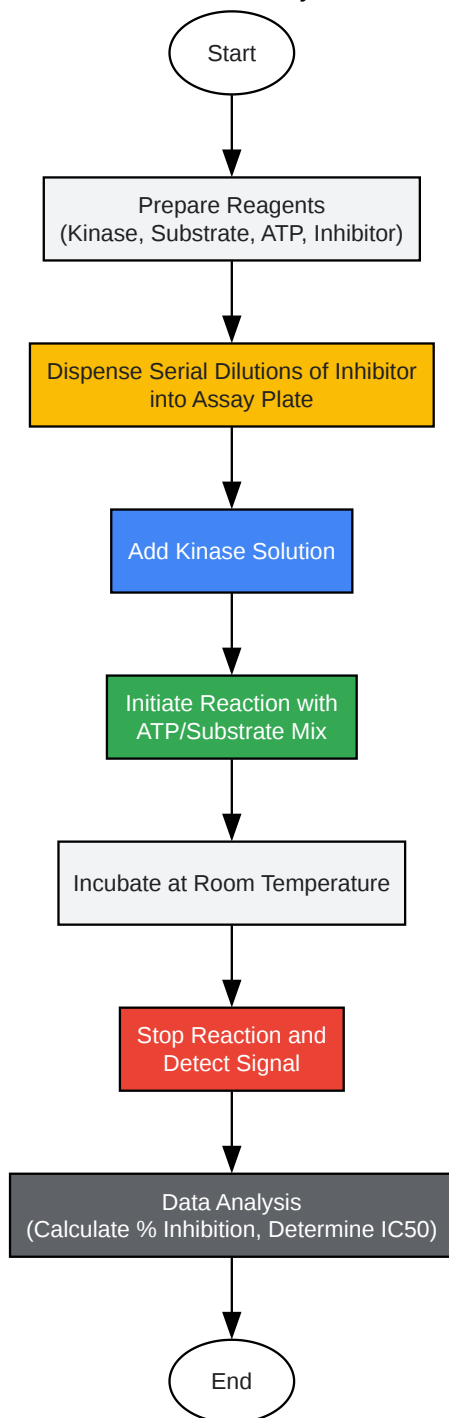 Start
Prepare Reagents
(Kinase, Substrate, ATP, Inhibitor)
Dispense Serial Dilutions of Inhibitor
into Assay Plate
Add Kinase Solution
Initiate Reaction with
ATP/Substrate Mix
Incubate at Room Temperature
Stop Reaction and
Detect Signal
Data Analysis
(Calculate % Inhibition, Determine IC50)
End